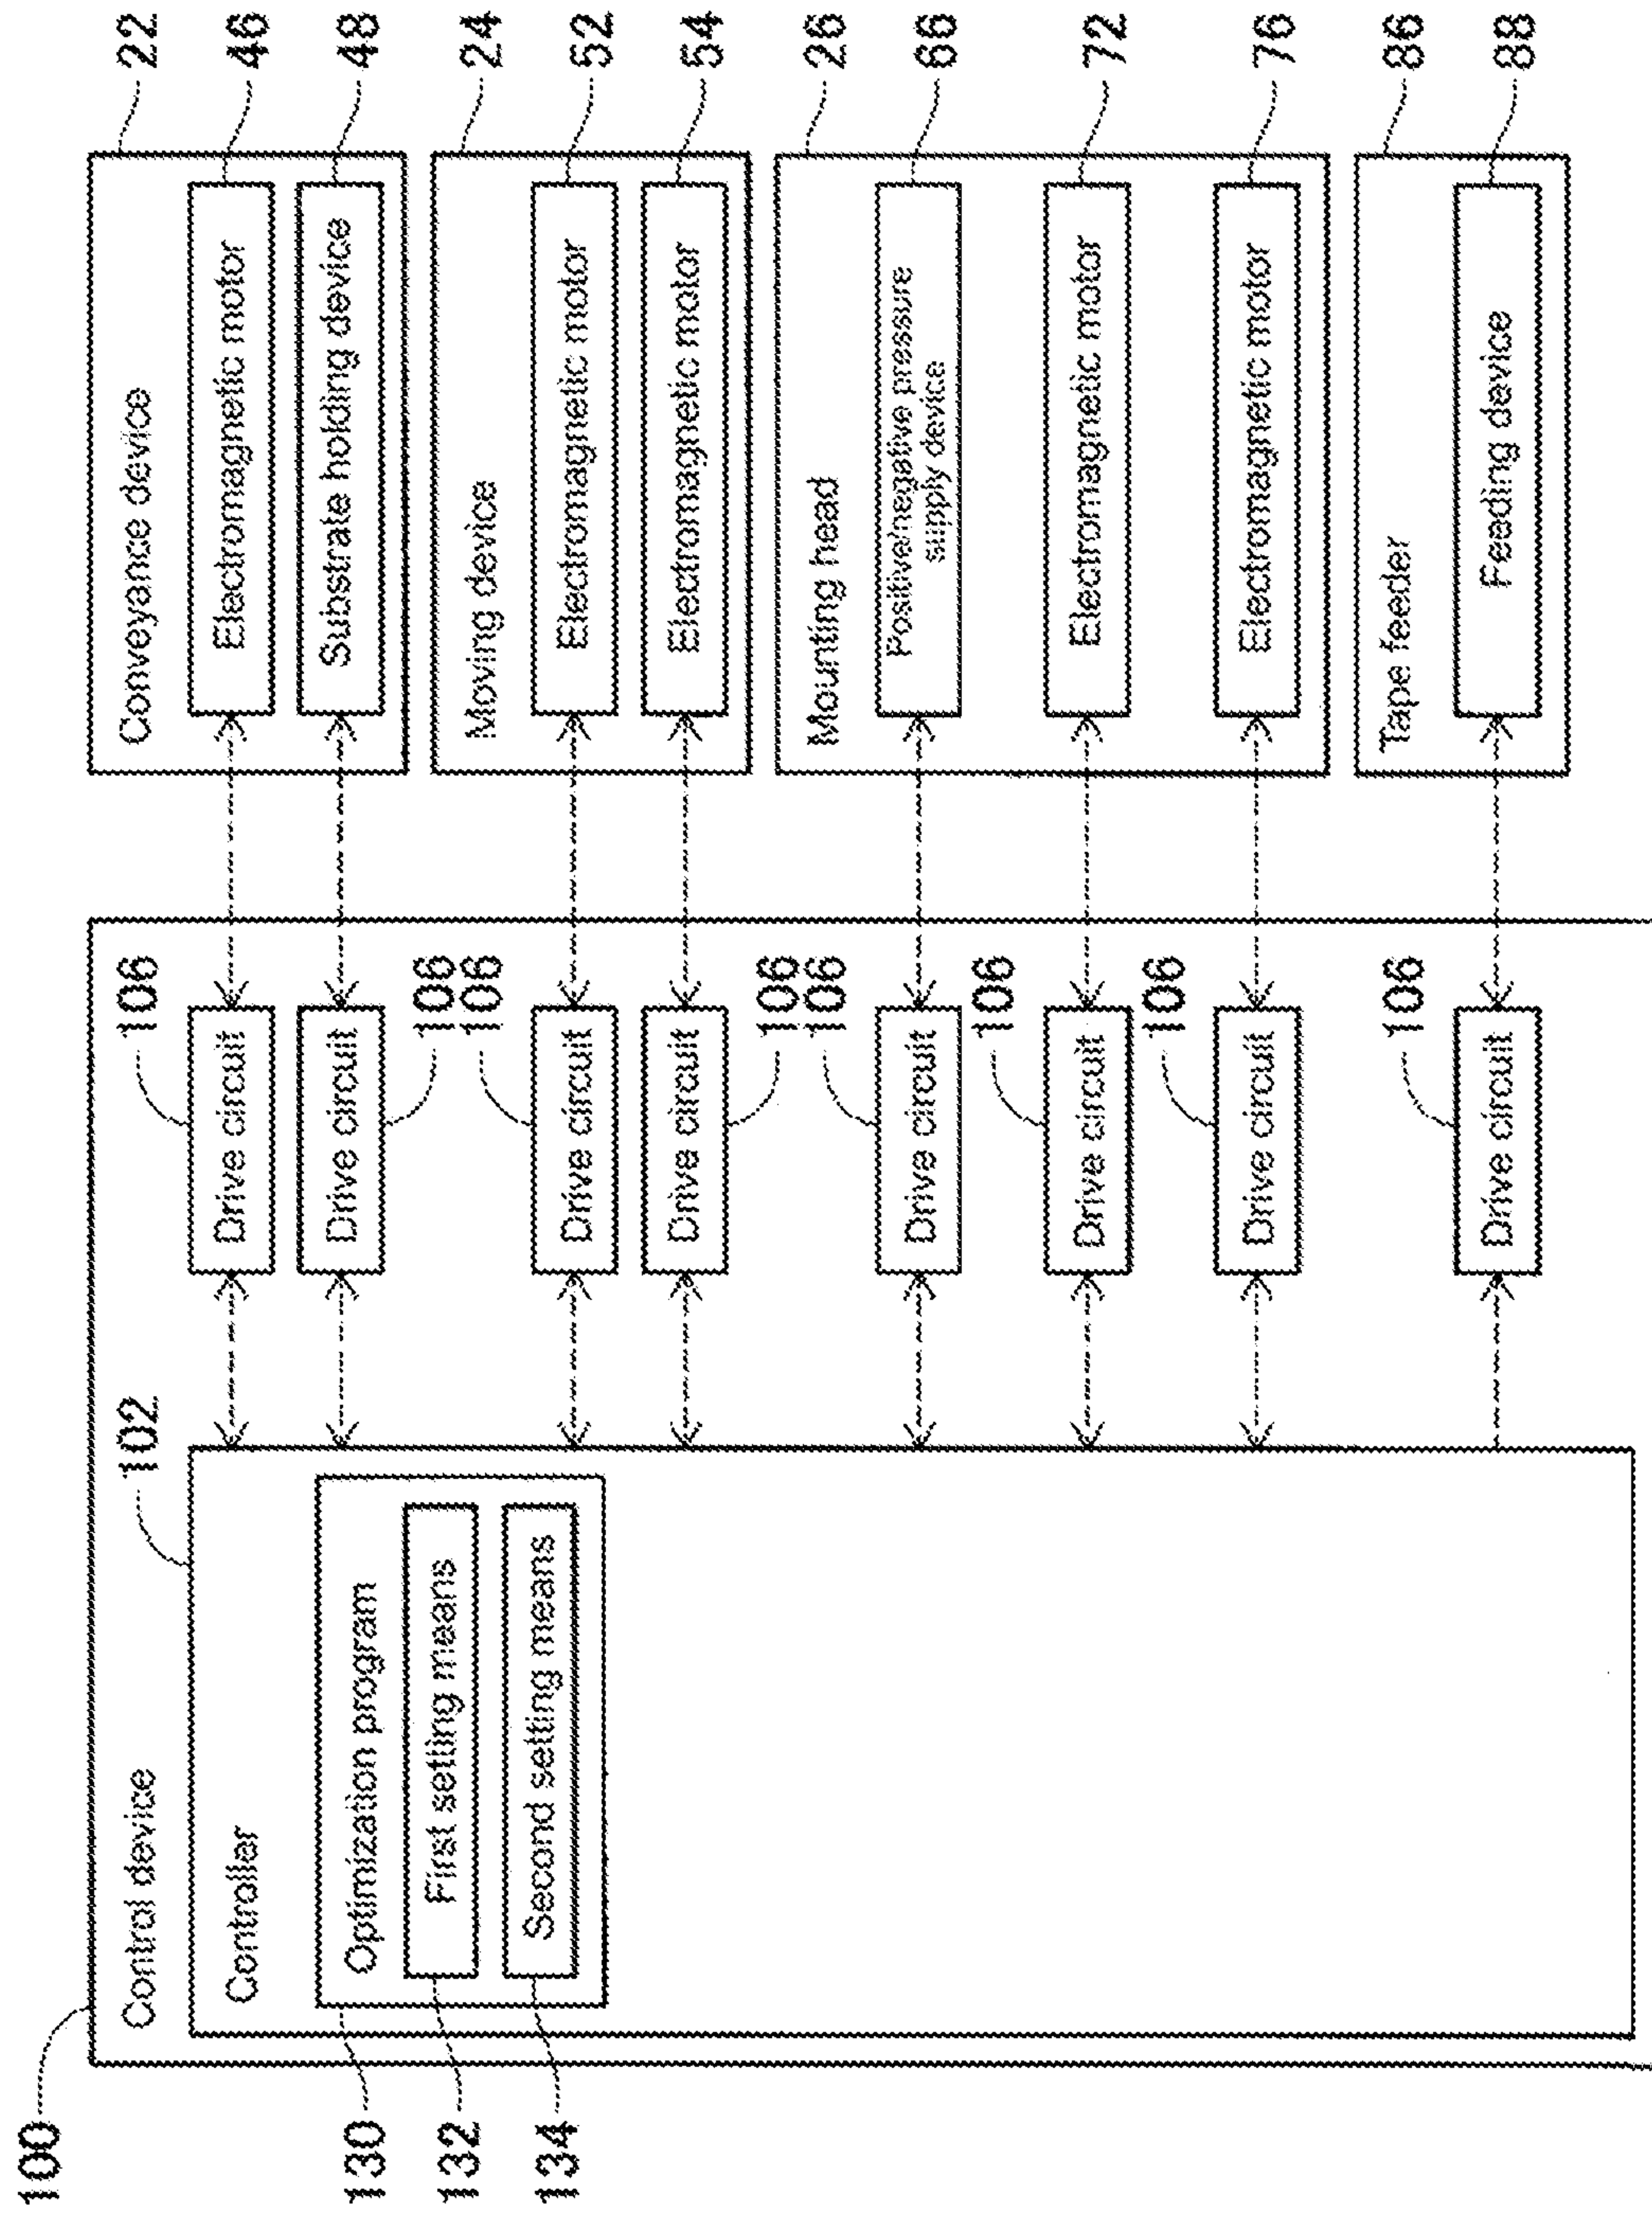 100
Control device
102
Controller
130
Optimization program
132
First setting means
134
Second setting means
106
Drive circuit
Drive circuit
106
106
Drive circuit
Drive circuit
106
106
Drive circuit
106
Drive circuit
106
Drive circuit
106
Drive circuit
Conveyance device
22
Electromagnetic motor
46
Substrate holding device
48
Moving device
24
Electromagnetic motor
52
Electromagnetic motor
54
Mounting head
26
Positive/negative pressure
supply device
66
Electromagnetic motor
72
Electromagnetic motor
76
Tape feeder
86
Feeding device
88